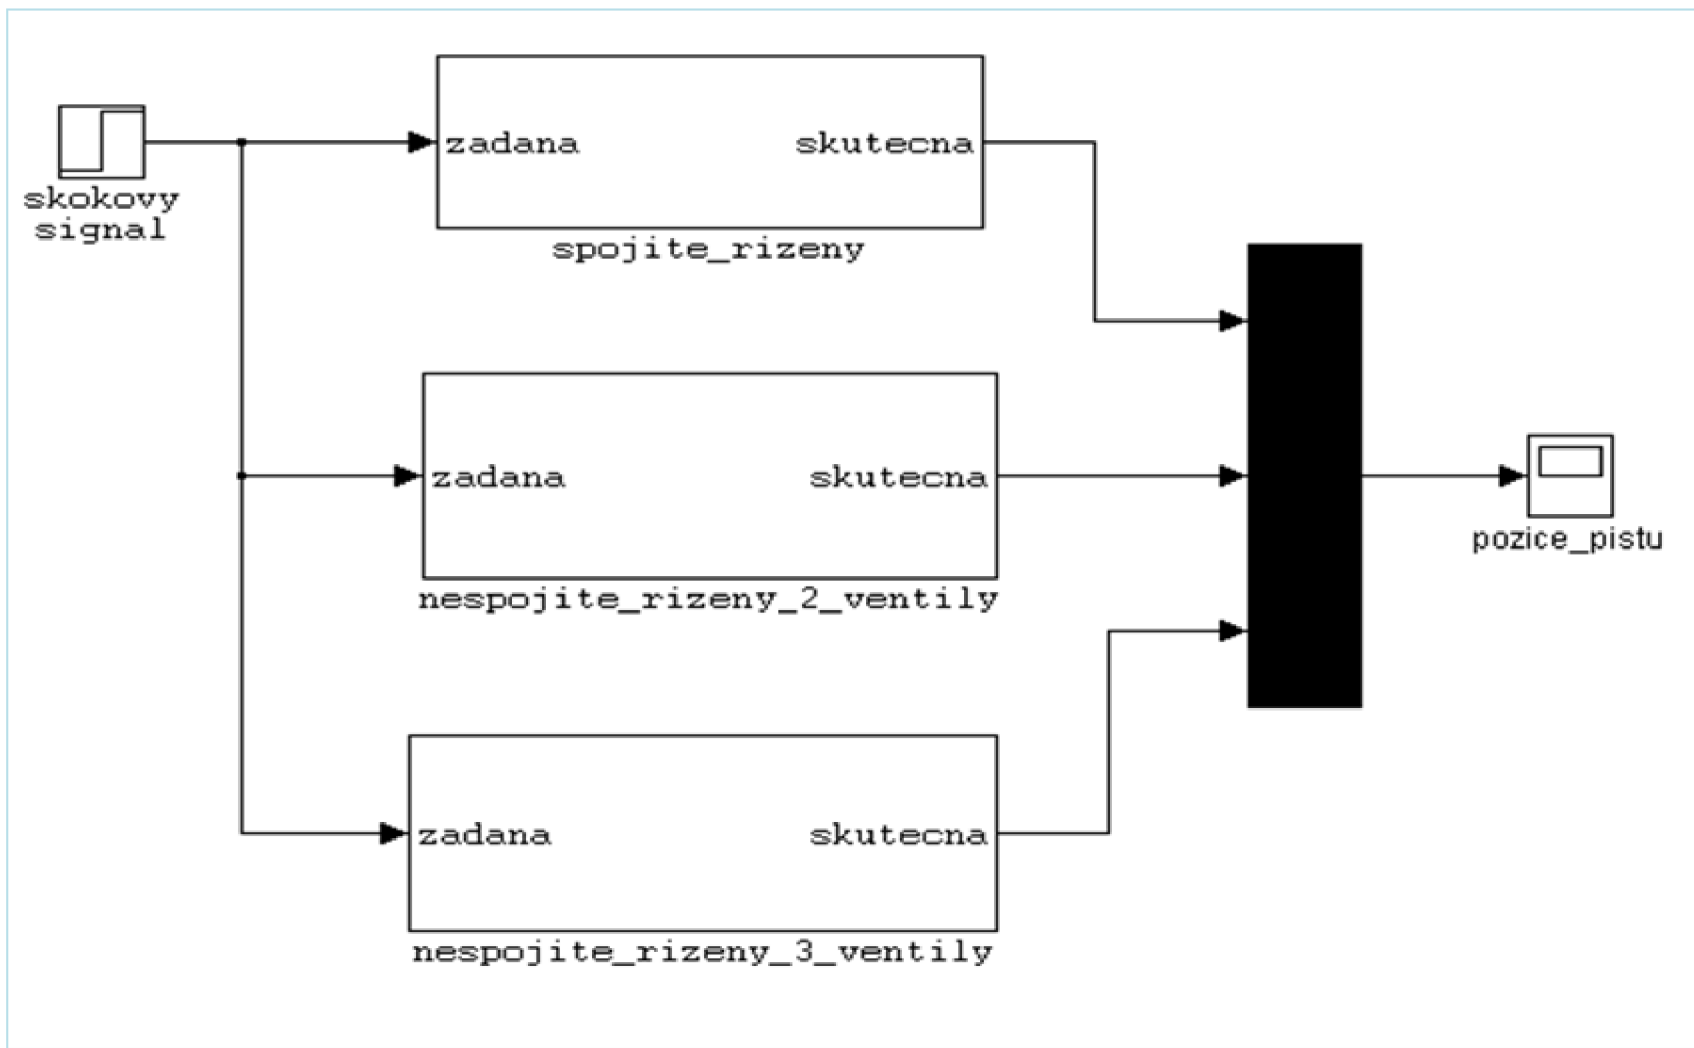 skokovy
signal
zadana
skutecna
spojite_rizeny
zadana
skutecna
nespojite_rizeny_2_ventily
zadana
skutecna
nespojite_rizeny_3_ventily
pozice_pistu